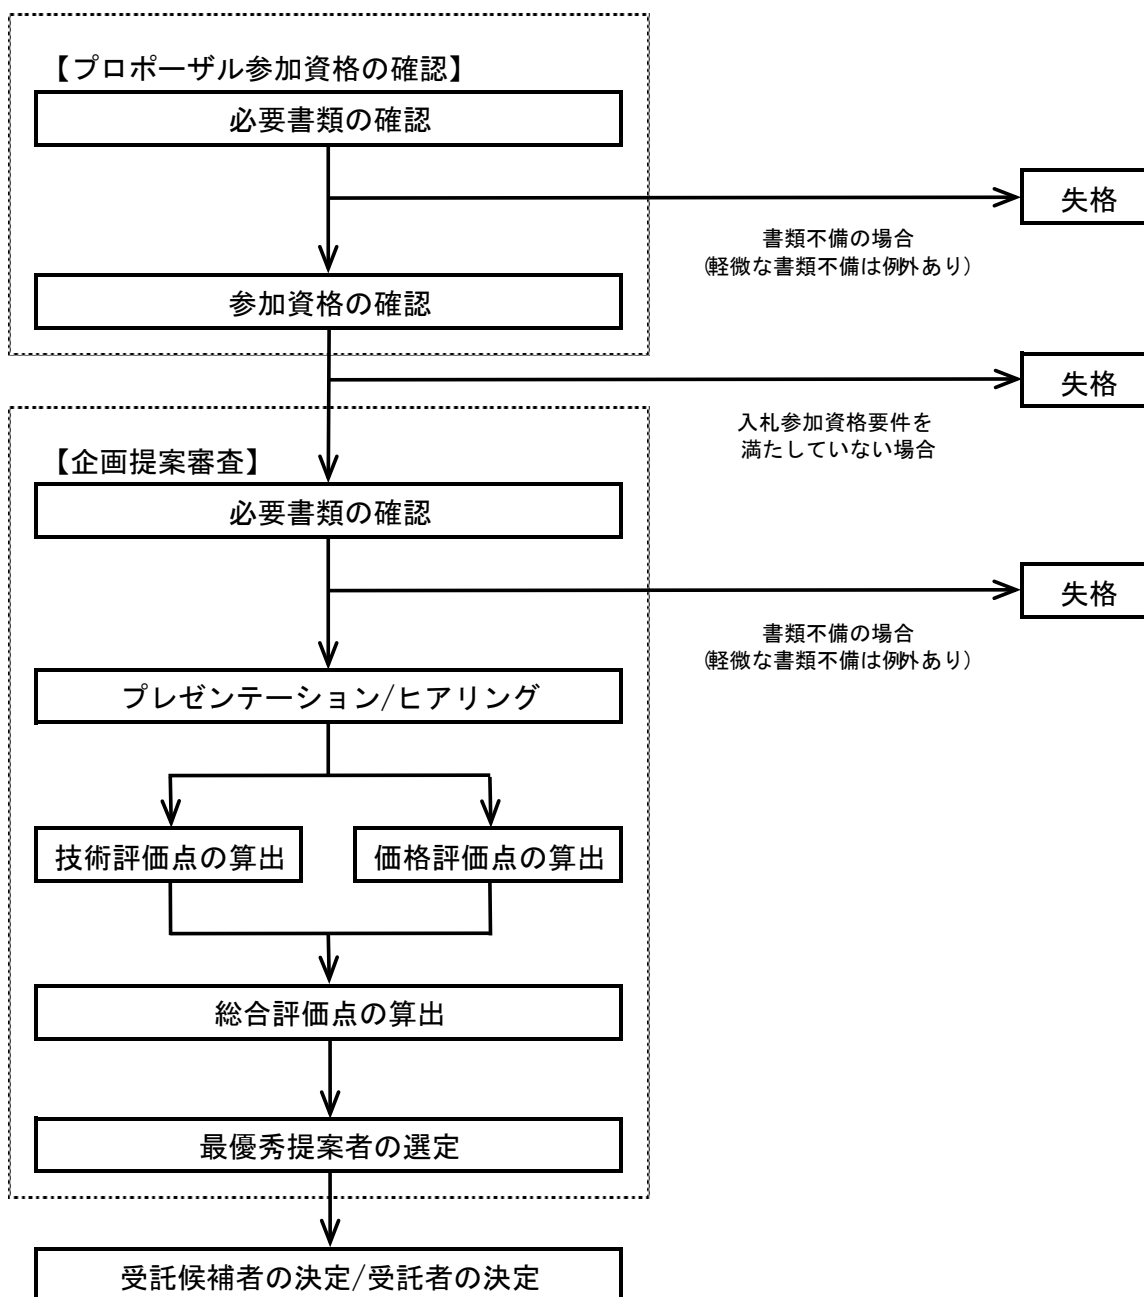 【プロポーザル参加資格の確認】
必要書類の確認
失格
書類不備の場合
(軽微な書類不備は例外あり)
参加資格の確認
失格
入札参加資格要件を
満たしていない場合
【企画提案審査】
必要書類の確認
失格
書類不備の場合
(軽微な書類不備は例外あり)
プレゼンテーション/ヒアリング
技術評価点の算出
価格評価点の算出
総合評価点の算出
最優秀提案者の選定
受託候補者の決定/受託者の決定